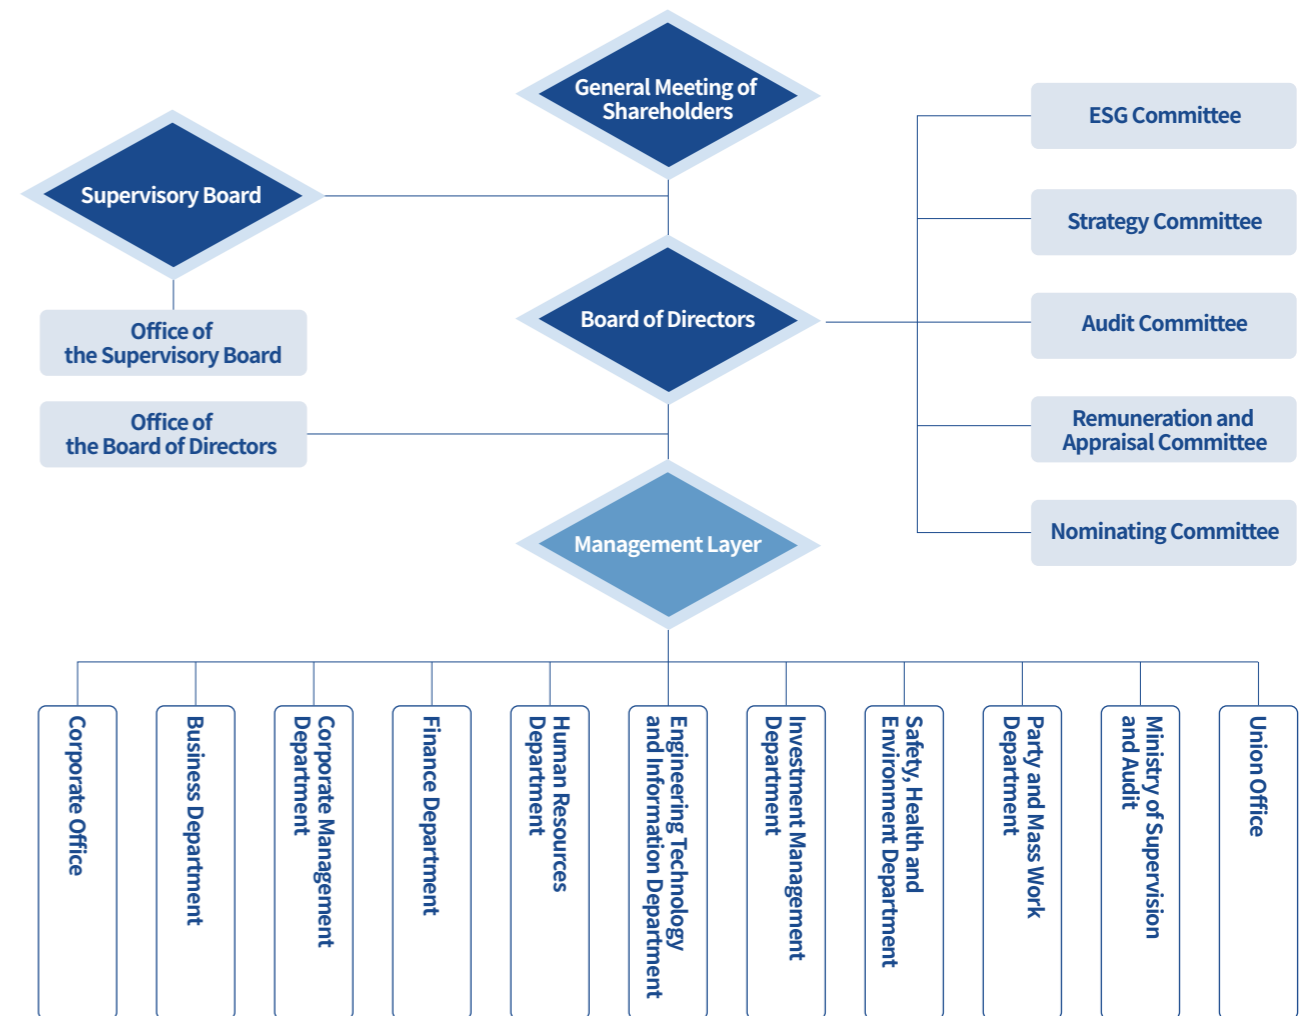 General Meeting of
Shareholders
Supervisory Board
Office of
the Supervisory Board
Board of Directors
Office of
the Board of Directors
ESG Committee
Strategy Committee
Audit Committee
Remuneration and
Appraisal Committee
Nominating Committee
Management Layer
Corporate Office
Business Department
Corporate Management
Department
Finance Department
Human Resources
Department
Engineering Technology
and Information Department
Investment Management
Department
Safety, Health and
Environment Department
Party and Mass Work
Department
Ministry of Supervision
and Audit
Union Office